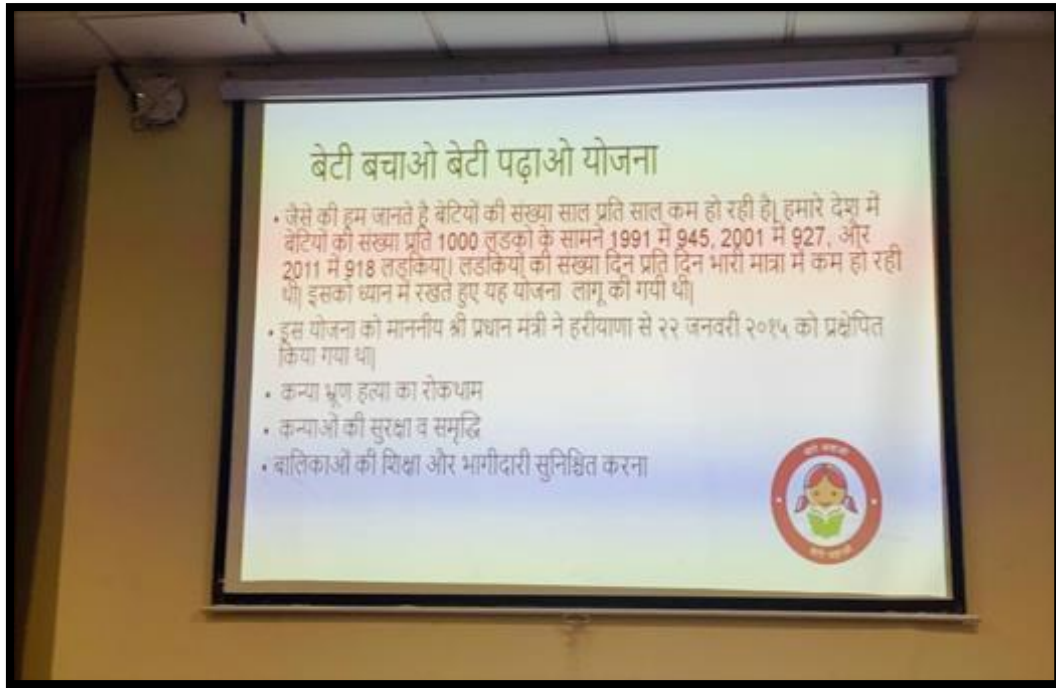 बेटी बचाओ बेटी पढ़ाओ योजना
• जैसे की हम जानते है बेटियों की संख्या साल प्रति साल कम हो रही है| हमारे देश में
बेटियों की संख्या प्रति 1000 लडको के सामने 1991 में 945, 2001 में 927, और
2011 में 918 लडकिया| लडकियों की संख्या दिन प्रति दिन भारी मात्रा में कम हो रही
थी| इसको ध्यान में रखते हुए यह योजना लागू की गयी थी|
• इस योजना को माननीय श्री प्रधान मंत्री ने हरीयाणा से २२ जनवरी २०१५ को प्रक्षेपित
किया गया था|
• कन्या भ्रूण हत्या का रोकथाम
• कन्याओं की सुरक्षा व समृद्धि
• बालिकाओं की शिक्षा और भागीदारी सुनिश्चित करना
बेटी बचाओ
बेटी पढ़ाओ